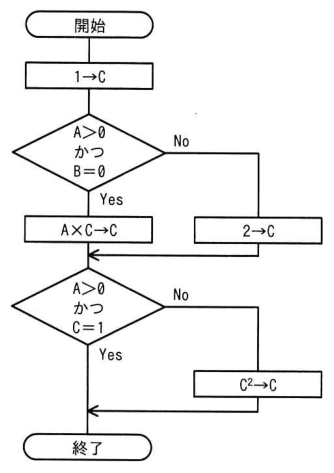 開始
1→C
A>0
かつ
B=0
No
Yes
A×C→C
2→C
A>0
かつ
C=1
No
Yes
C²→C
終了